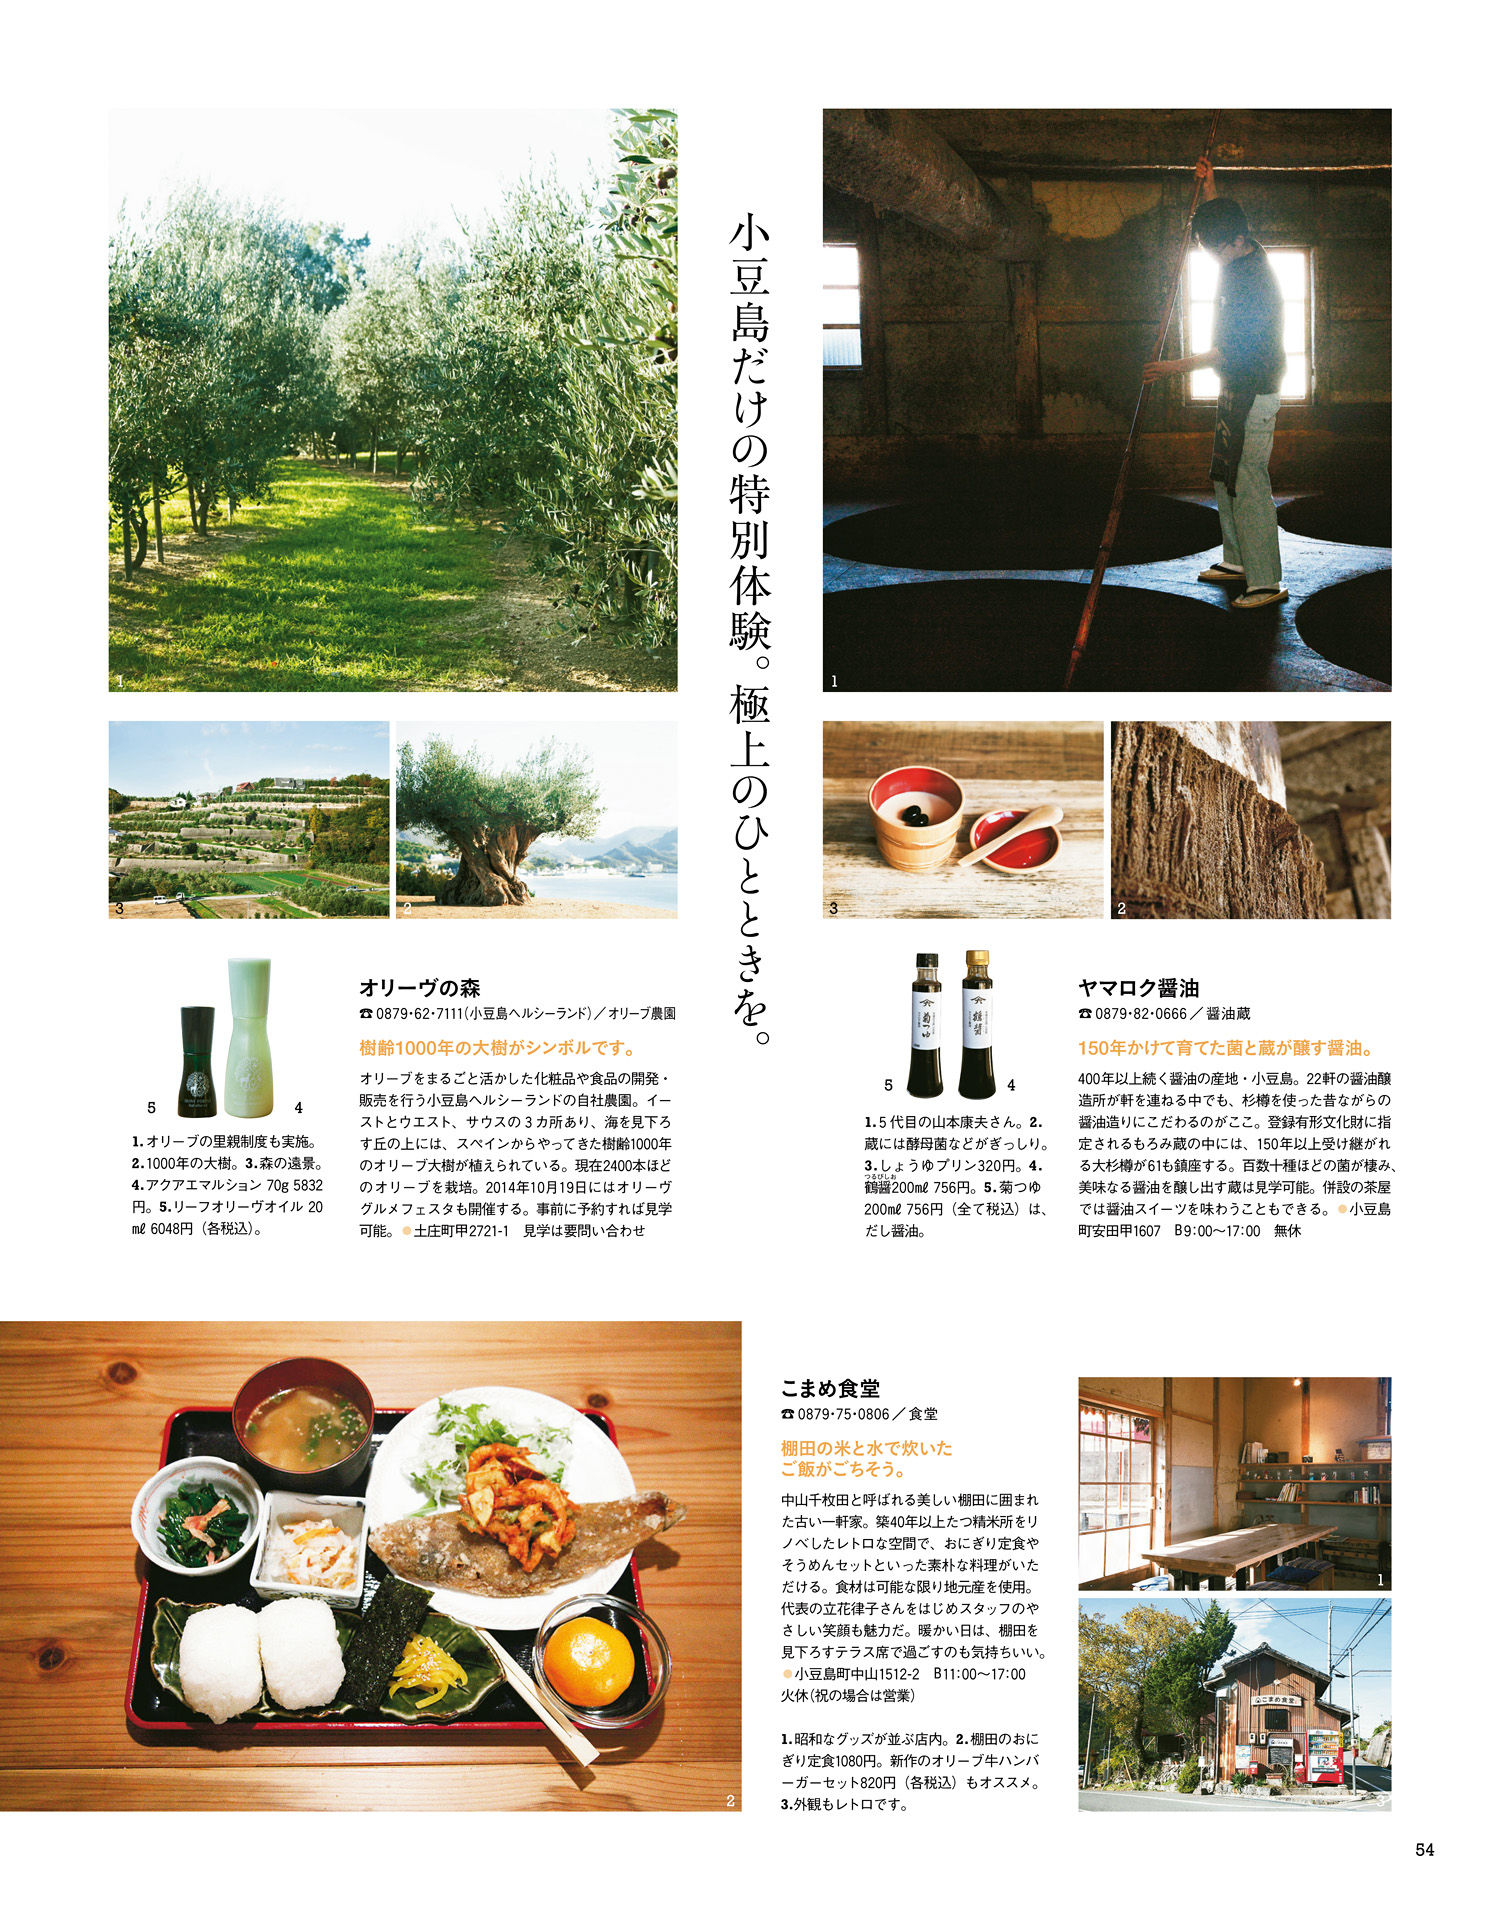 小豆島だけの特別体験。極上のひとときを。
1
2
3
ヤマロク醤油
☎0879・82・0666／醤油蔵
150年かけて育てた菌と蔵が醸す醤油。
400年以上続く醤油の産地・小豆島。22軒の醤油醸
造所が軒を連ねる中でも、杉樽を使った昔ながらの
醤油造りにこだわるのがここ。登録有形文化財に指
定されるもろみ蔵の中には、150年以上受け継がれ
る大杉樽が61も鎮座する。百数十種ほどの菌が棲み、
美味なる醤油を醸し出す蔵は見学可能。併設の茶屋
では醤油スイーツを味わうこともできる。●小豆島
町安田甲1607　B9:00〜17:00　無休
菊つゆ
鶴醤
5
4
1.5代目の山本康夫さん。2.
蔵には酵母菌などがぎっしり。
3.しょうゆプリン320円。4.
つるびしお
鶴醤200㎖ 756円。5.菊つゆ
200㎖ 756円（全て税込）は、
だし醤油。
1
2
3
オリーヴの森
☎0879・62・7111（小豆島ヘルシーランド）／オリーブ農園
樹齢1000年の大樹がシンボルです。
オリーブをまるごと活かした化粧品や食品の開発・
販売を行う小豆島ヘルシーランドの自社農園。イー
ストとウエスト、サウスの3カ所あり、海を見下ろ
す丘の上には、スペインからやってきた樹齢1000年
のオリーブ大樹が植えられている。現在2400本ほど
のオリーブを栽培。2014年10月19日にはオリーヴ
グルメフェスタも開催する。事前に予約すれば見学
可能。●土庄町甲2721-1　見学は要問い合わせ
5
4
1.オリーブの里親制度も実施。
2.1000年の大樹。3.森の遠景。
4.アクアエマルション 70g 5832
円。5.リーフオリーヴオイル 20
㎖ 6048円（各税込）。
こまめ食堂
☎0879・75・0806／食堂
棚田の米と水で炊いた
ご飯がごちそう。
中山千枚田と呼ばれる美しい棚田に囲まれ
た古い一軒家。築40年以上たつ精米所をリ
ノベしたレトロな空間で、おにぎり定食や
そうめんセットといった素朴な料理がいた
だける。食材は可能な限り地元産を使用。
代表の立花律子さんをはじめスタッフのや
さしい笑顔も魅力だ。暖かい日は、棚田を
見下ろすテラス席で過ごすのも気持ちいい。
●小豆島町中山1512-2　B11:00〜17:00
火休（祝の場合は営業）
1.昭和なグッズが並ぶ店内。2.棚田のおに
ぎり定食1080円。新作のオリーブ牛ハンバ
ーガーセット820円（各税込）もオススメ。
3.外観もレトロです。
1
こまめ食堂
3
2
54